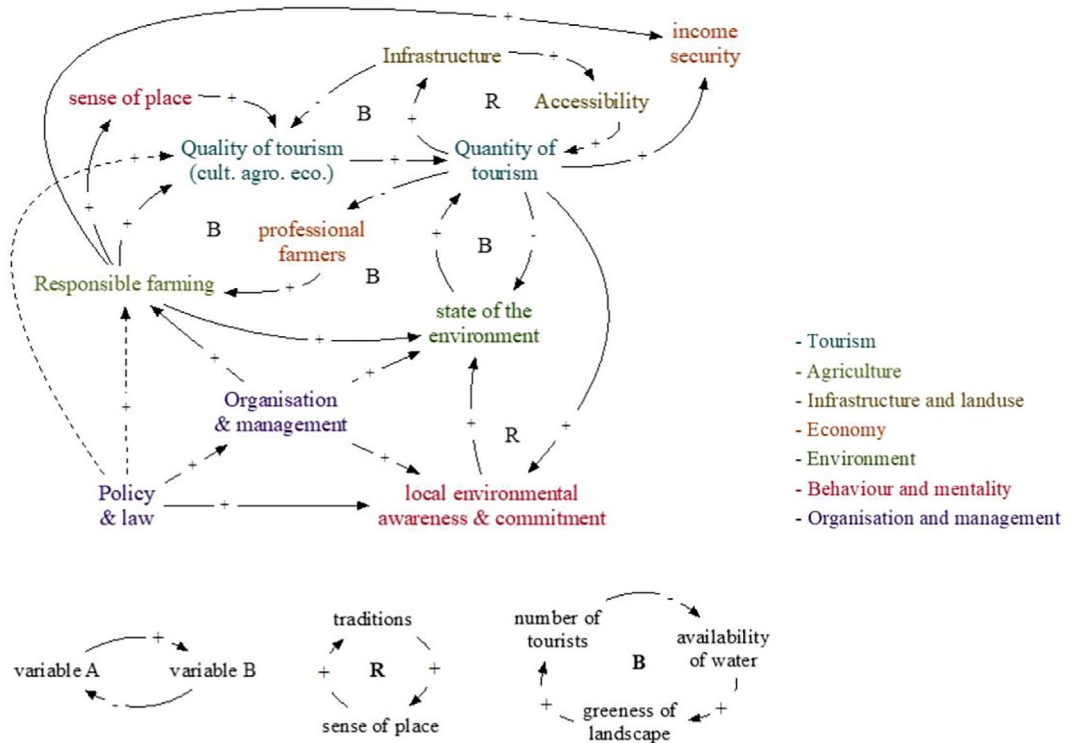 income
security
Infrastructure
Accessibility
sense of place
B
R
Quality of tourism
(cult. agro. eco.)
Quantity of
tourism
professional
farmers
B
B
B
Responsible farming
state of the
environment
Organisation
& management
R
Policy
& law
local environmental
awareness & commitment
+
+
+
-
+
+
+
+
+
+
-
+
+
+
-
+
+
+
+
+
+
+
+
+
+
- Tourism
- Agriculture
- Infrastructure and landuse
- Economy
- Environment
- Behaviour and mentality
- Organisation and management
variable A
+
variable B
-
traditions
+
R
+
sense of place
number of
tourists
-
availability
of water
B
+
greeness of
landscape
+